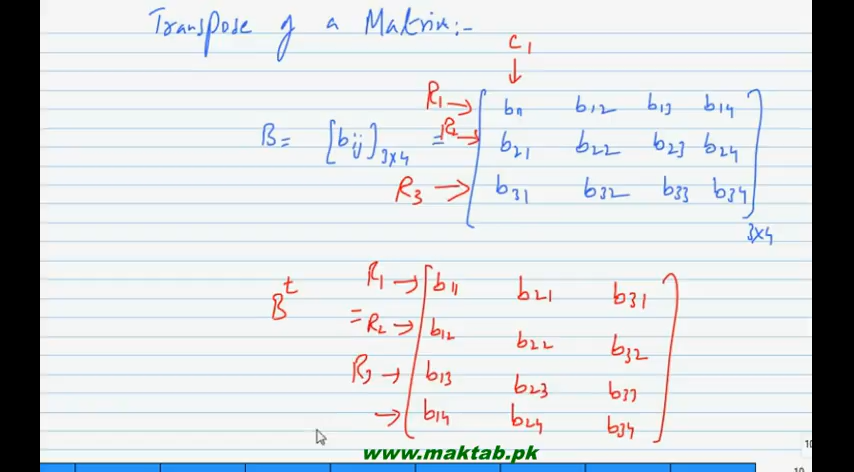 Transpose of a Matrix:-
C1
↓
R1 → b11 b12 b13 b14
B = [bij]3x4 = R2 → b21 b22 b23 b24
R3 → b31 b32 b33 b34
3x4
R1 → b11 b21 b31
Bt = R2 → b12 b22 b32
R3 → b13 b23 b33
→ b14 b24 b34
www.maktab.pk
10
10